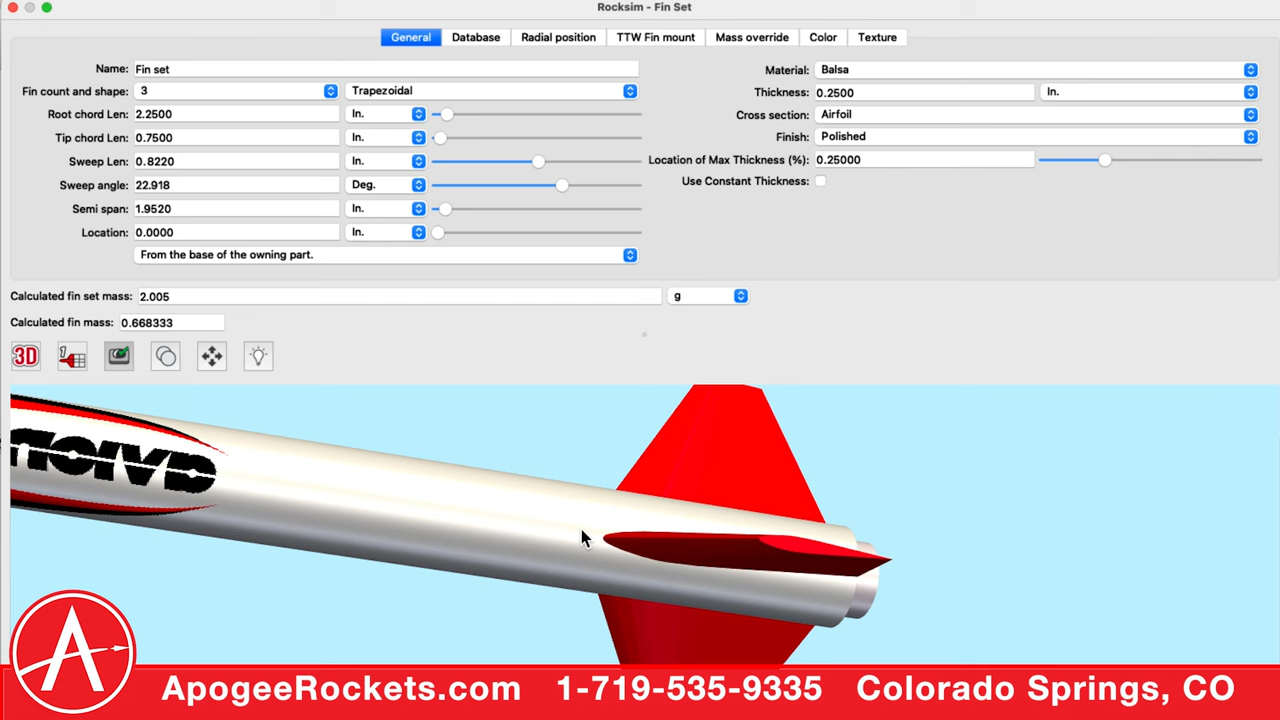 Rocksim - Fin Set
General Database Radial position TTW Fin mount Mass override Color Texture
Name: Fin set
Fin count and shape: 3 Trapezoidal
Root chord Len: 2.2500 In.
Tip chord Len: 0.7500 In.
Sweep Len: 0.8220 In.
Sweep angle: 22.918 Deg.
Semi span: 1.9520 In.
Location: 0.0000 In.
From the base of the owning part.
Material: Balsa
Thickness: 0.2500 In.
Cross section: Airfoil
Finish: Polished
Location of Max Thickness (%): 0.25000
Use Constant Thickness:
Calculated fin set mass: 2.005 g
Calculated fin mass: 0.668333
3D
ApogeeRockets.com 1-719-535-9335 Colorado Springs, CO